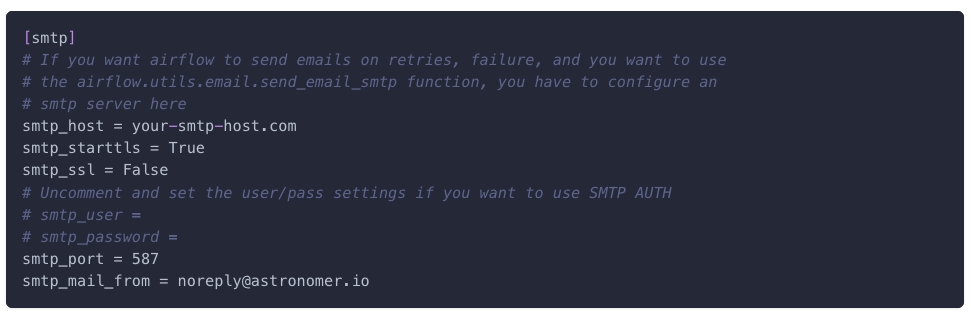 [smtp]
# If you want airflow to send emails on retries, failure, and you want to use
# the airflow.utils.email.send_email_smtp function, you have to configure an
# smtp server here
smtp_host = your-smtp-host.com
smtp_starttls = True
smtp_ssl = False
# Uncomment and set the user/pass settings if you want to use SMTP AUTH
# smtp_user =
# smtp_password =
smtp_port = 587
smtp_mail_from = noreply@astronomer.io